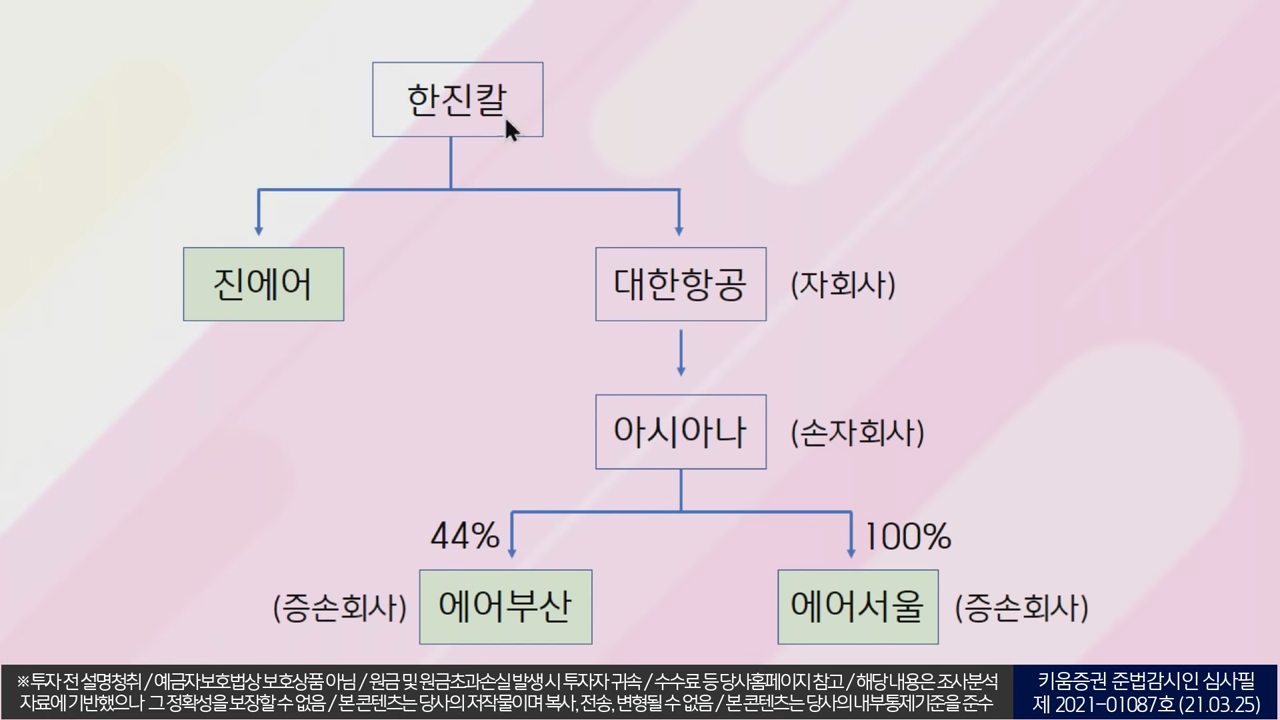 한진칼
진에어
대한항공 (자회사)
아시아나 (손자회사)
44% 100%
(증손회사) 에어부산 에어서울 (증손회사)
※투자 전 설명청취 / 예금자보호법상 보호상품 아님 / 원금 및 원금초과손실 발생 시 투자자 귀속 / 수수료 등 당사홈페이지 참고 / 해당 내용은 조사분석
자료에 기반했으나 그 정확성을 보장할 수 없음 / 본 콘텐츠는 당사의 저작물이며 복사, 전송, 변형될 수 없음 / 본 콘텐츠는 당사의 내부통제기준을 준수
키움증권 준법감시인 심사필
제 2021-01087호 (21.03.25)